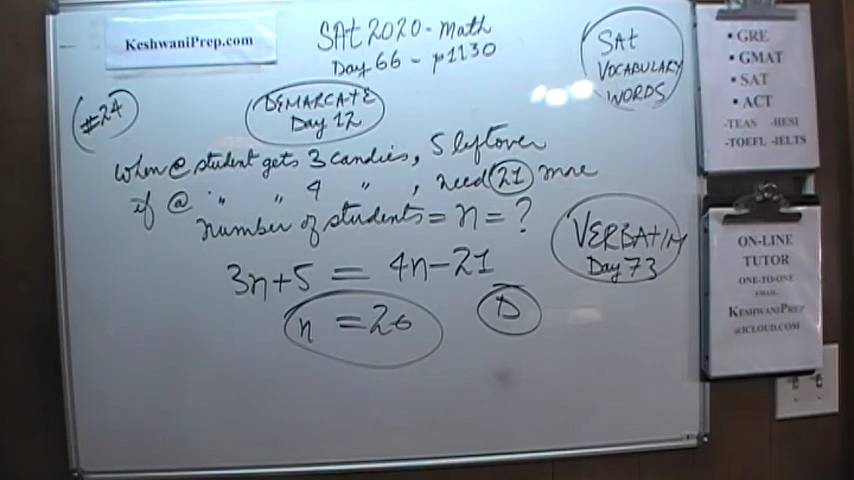 KeshwaniPrep.com
SAt 2020 - Math
Day 66 - p1130
SAt
VOCABULARY
WORDS
#24
DEMARCATE
Day 12
when @ student gets 3 candies, 5 leftover
if @ " " 4 " , need 21 more
number of students = n = ?
3n+5 = 4n-21
n = 26
D
VERBATIM
Day 73
• GRE
• GMAT
• SAT
• ACT
-TEAS -HESI
-TOEFL -IELTS
ON-LINE
TUTOR
ONE-TO-ONE
EMAIL
KESHWANIPREP
@ICLOUD.COM